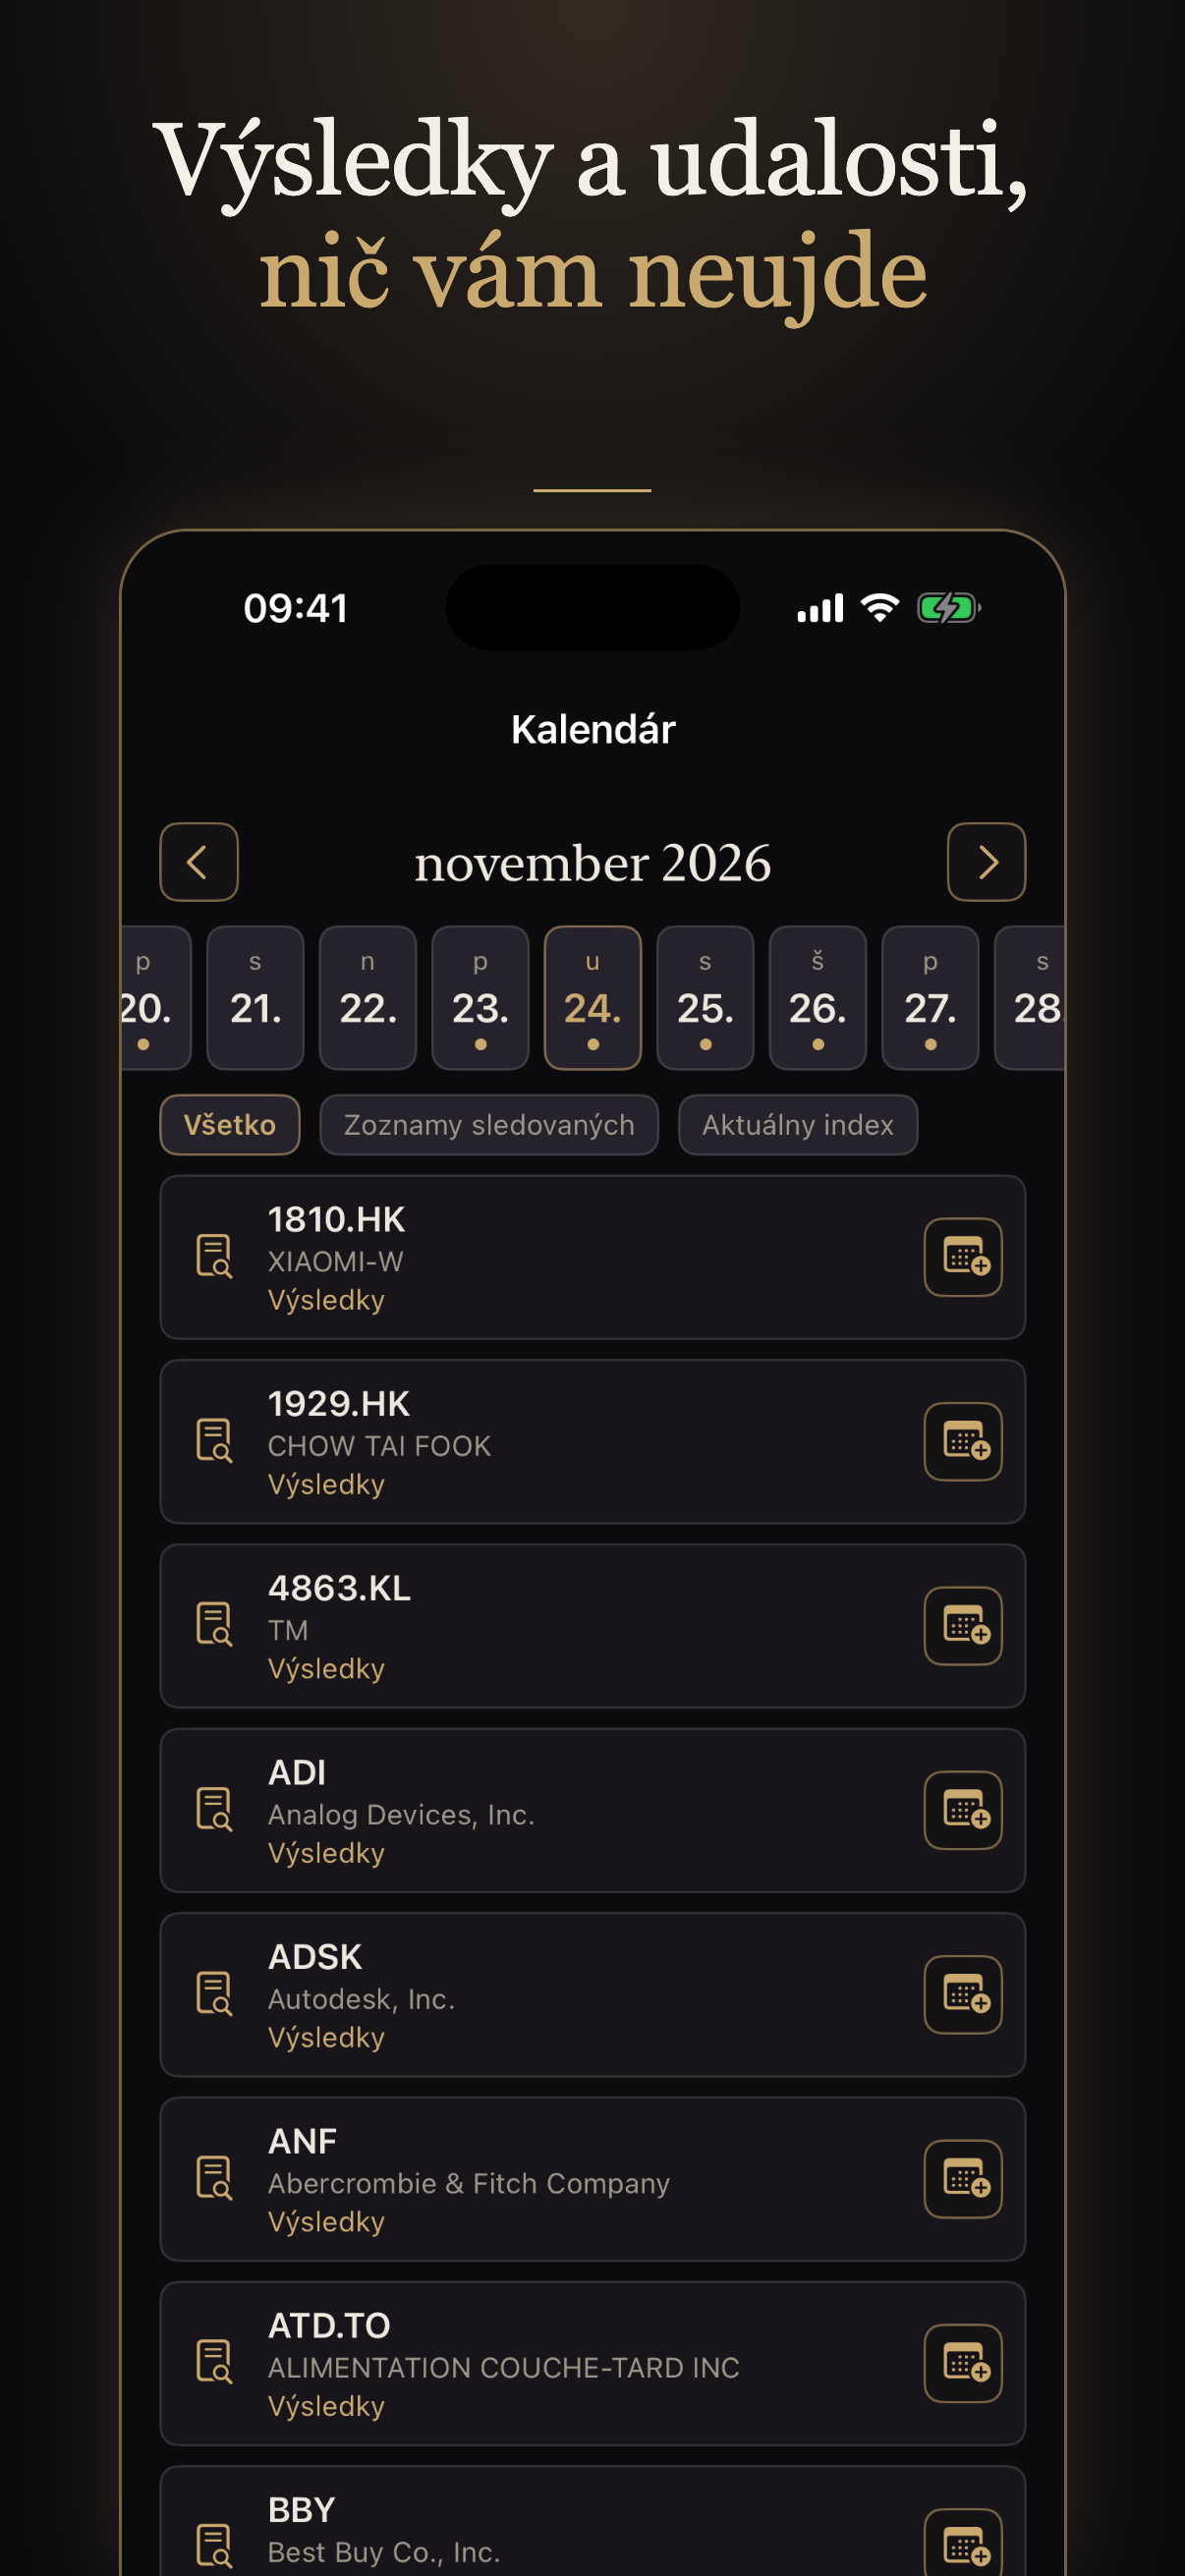 Výsledky a udalosti,
nič vám neujde
09:41
Kalendár
november 2026
p s n p u s š p s
20. 21. 22. 23. 24. 25. 26. 27. 28.
Všetko Zoznamy sledovaných Aktuálny index
1810.HK
XIAOMI-W
Výsledky
1929.HK
CHOW TAI FOOK
Výsledky
4863.KL
TM
Výsledky
ADI
Analog Devices, Inc.
Výsledky
ADSK
Autodesk, Inc.
Výsledky
ANF
Abercrombie & Fitch Company
Výsledky
ATD.TO
ALIMENTATION COUCHE-TARD INC
Výsledky
BBY
Best Buy Co., Inc.